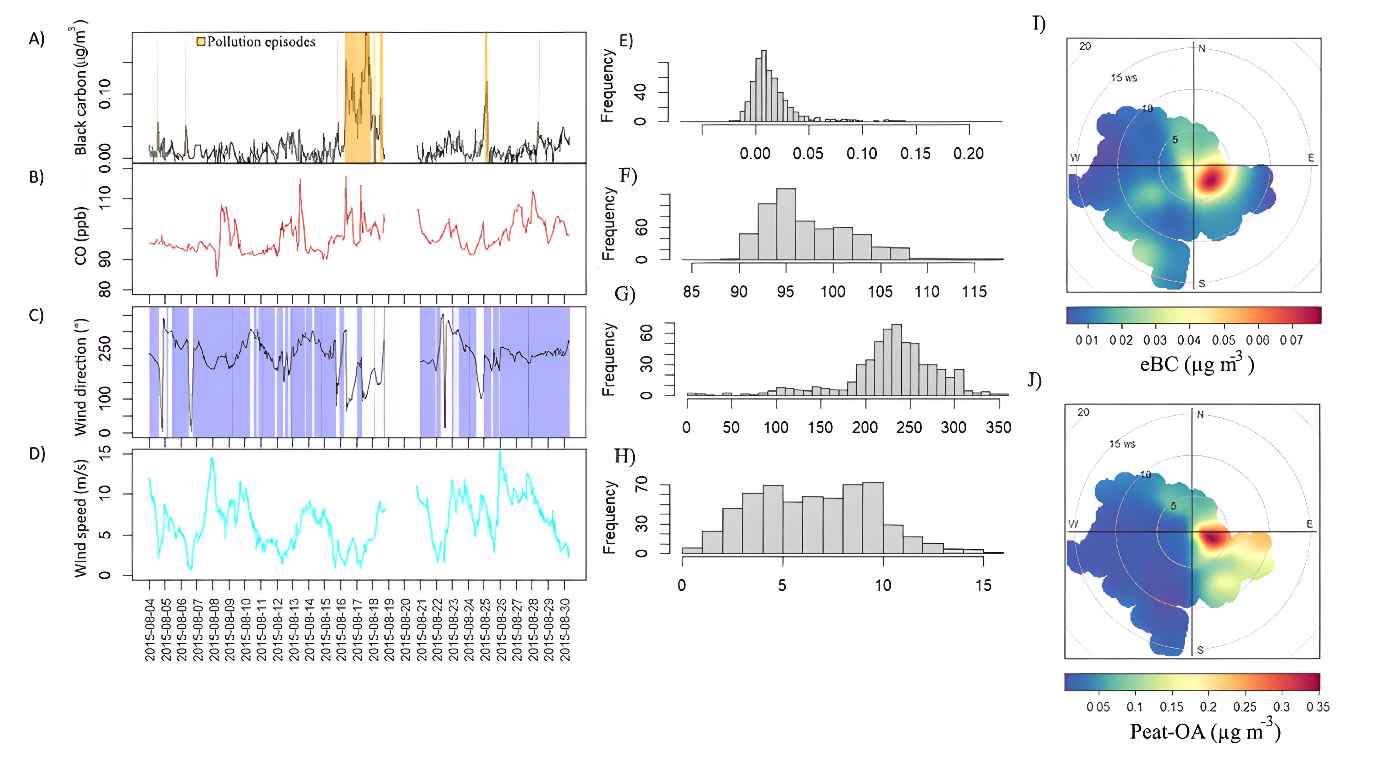 A)
Black carbon (µg/m³)
0.00 0.10
Pollution episodes
B)
CO (ppb)
80 90 110
C)
Wind direction (°)
0 100 250
D)
Wind speed (m/s)
0 5 10 15
2015-08-04
2015-08-05
2015-08-06
2015-08-07
2015-08-08
2015-08-09
2015-08-10
2015-08-11
2015-08-12
2015-08-13
2015-08-14
2015-08-15
2015-08-16
2015-08-17
2015-08-18
2015-08-19
2015-08-20
2015-08-21
2015-08-22
2015-08-23
2015-08-24
2015-08-25
2015-08-26
2015-08-27
2015-08-28
2015-08-29
2015-08-30
E)
Frequency
0 40
0.00 0.05 0.10 0.15 0.20
F)
Frequency
0 60
85 90 95 100 105 110 115
G)
Frequency
0 30 60
0 50 100 150 200 250 300 350
H)
Frequency
0 30 70
0 5 10 15
I)
20
N
15 ws
10
5
W
E
S
0 01 0 02 0 03 0 04 0 05 0 06 0 07
eBC (µg m-3)
J)
20
N
15 ws
10
5
W
E
S
0 05 0.1 0.15 0.2 0.25 0.3 0.35
Peat-OA (µg m-3)